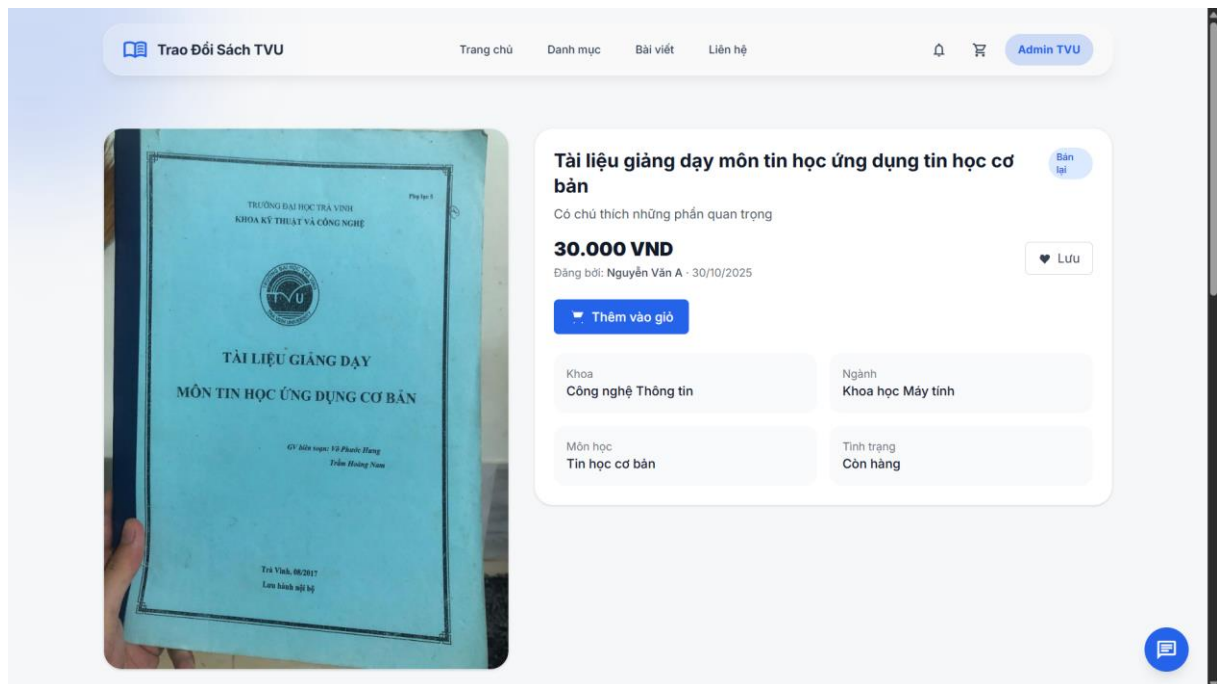 Trao Đổi Sách TVU
Trang chủ
Danh mục
Bài viết
Liên hệ
Admin TVU
Phụ lục 5
TRƯỜNG ĐẠI HỌC TRÀ VINH
KHOA KỸ THUẬT VÀ CÔNG NGHỆ
TVU
TÀI LIỆU GIẢNG DẠY
MÔN TIN HỌC ỨNG DỤNG CƠ BẢN
GV biên soạn: Võ Phước Hưng
Trầm Hoàng Nam
Trà Vinh, 08/2017
Lưu hành nội bộ
Tài liệu giảng dạy môn tin học ứng dụng tin học cơ
bản
Bán
lại
Có chú thích những phần quan trọng
30.000 VND
Đăng bởi: Nguyễn Văn A · 30/10/2025
Lưu
Thêm vào giỏ
Khoa
Công nghệ Thông tin
Ngành
Khoa học Máy tính
Môn học
Tin học cơ bản
Tình trạng
Còn hàng